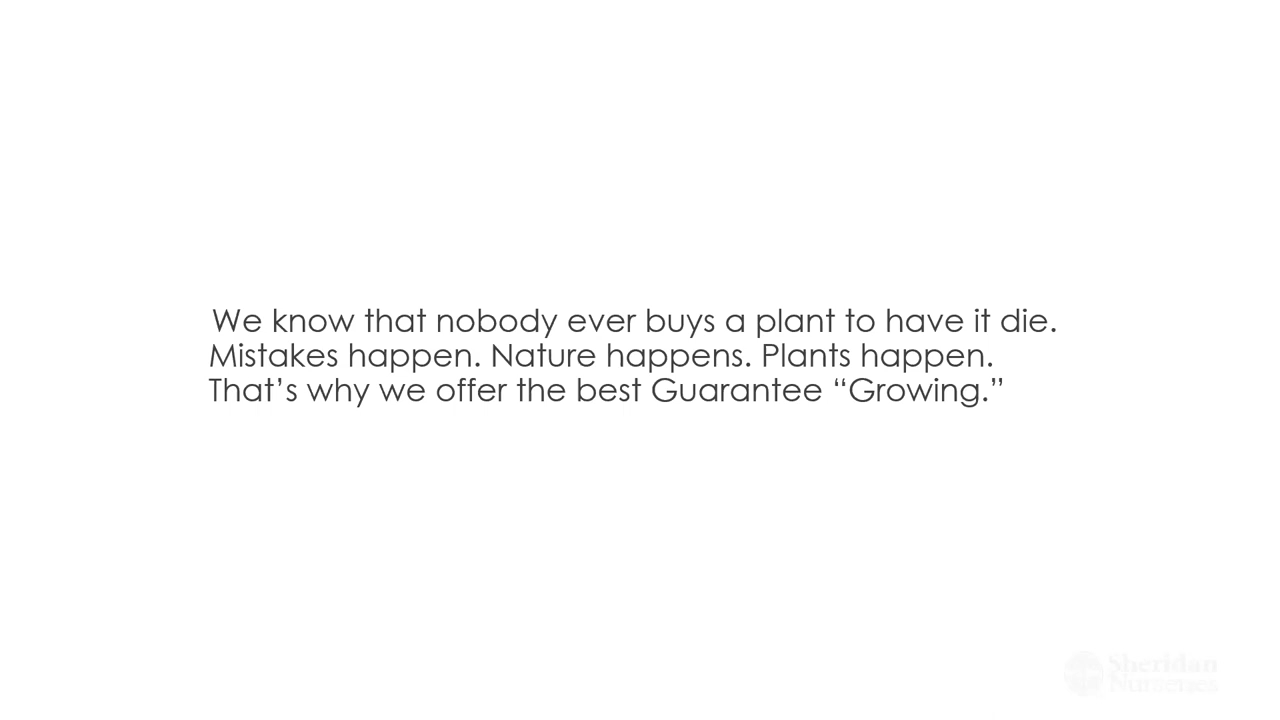 We know that nobody ever buys a plant to have it die.
Mistakes happen. Nature happens. Plants happen.
That’s why we offer the best Guarantee “Growing.”
Sheridan
Nurseries